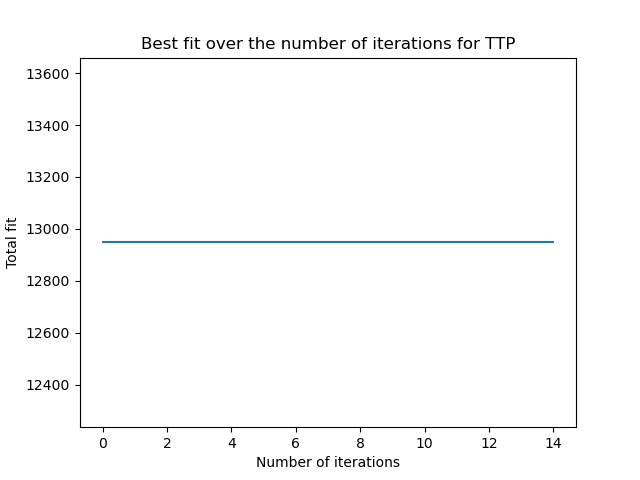 Best fit over the number of iterations for TTP
13600
13400
13200
13000
12800
12600
12400
Total fit
0 2 4 6 8 10 12 14
Number of iterations